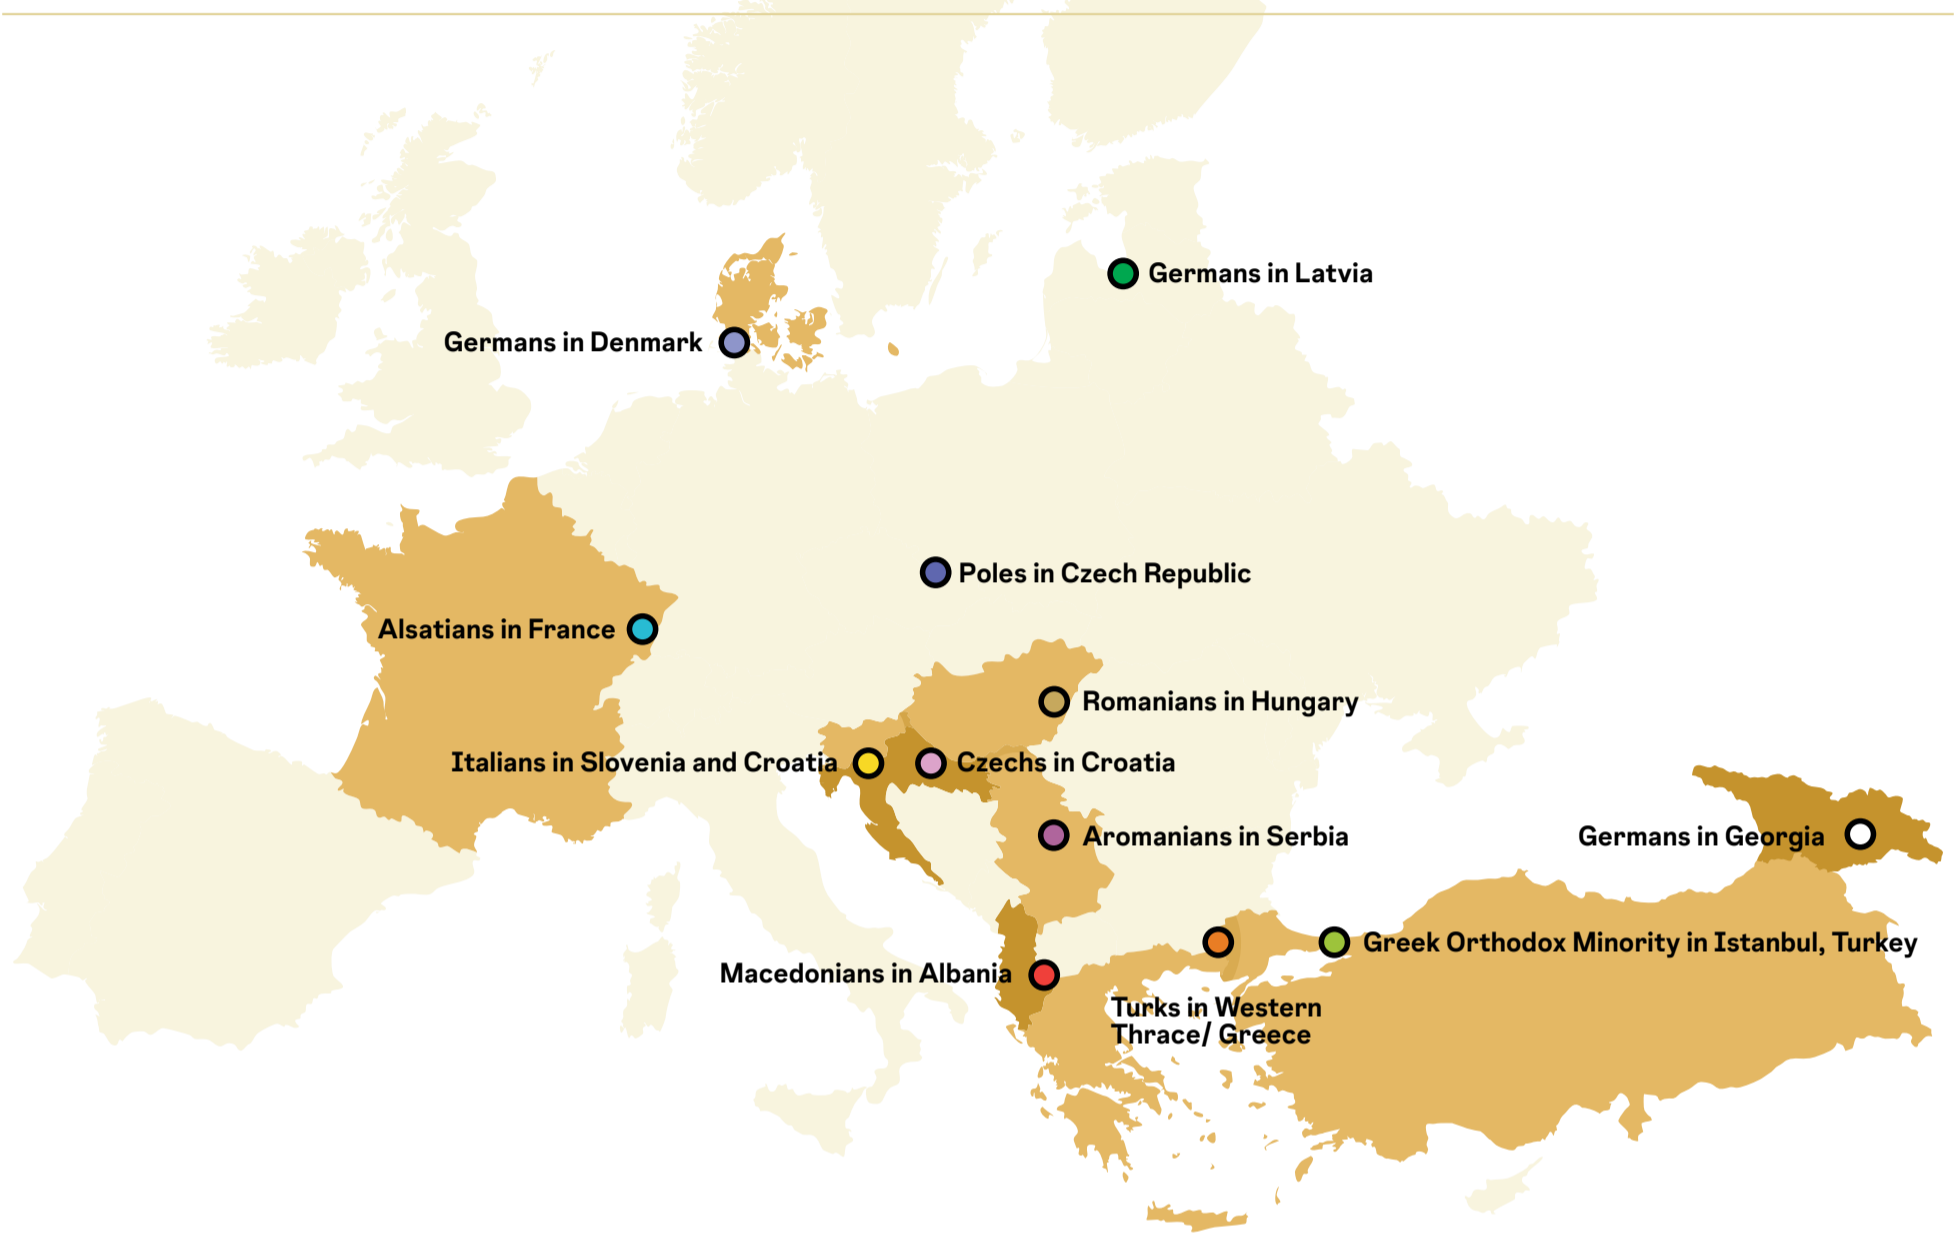 Germans in Latvia
Germans in Denmark
Poles in Czech Republic
Alsatians in France
Romanians in Hungary
Italians in Slovenia and Croatia
Czechs in Croatia
Aromanians in Serbia
Germans in Georgia
Greek Orthodox Minority in Istanbul, Turkey
Macedonians in Albania
Turks in Western
Thrace/ Greece